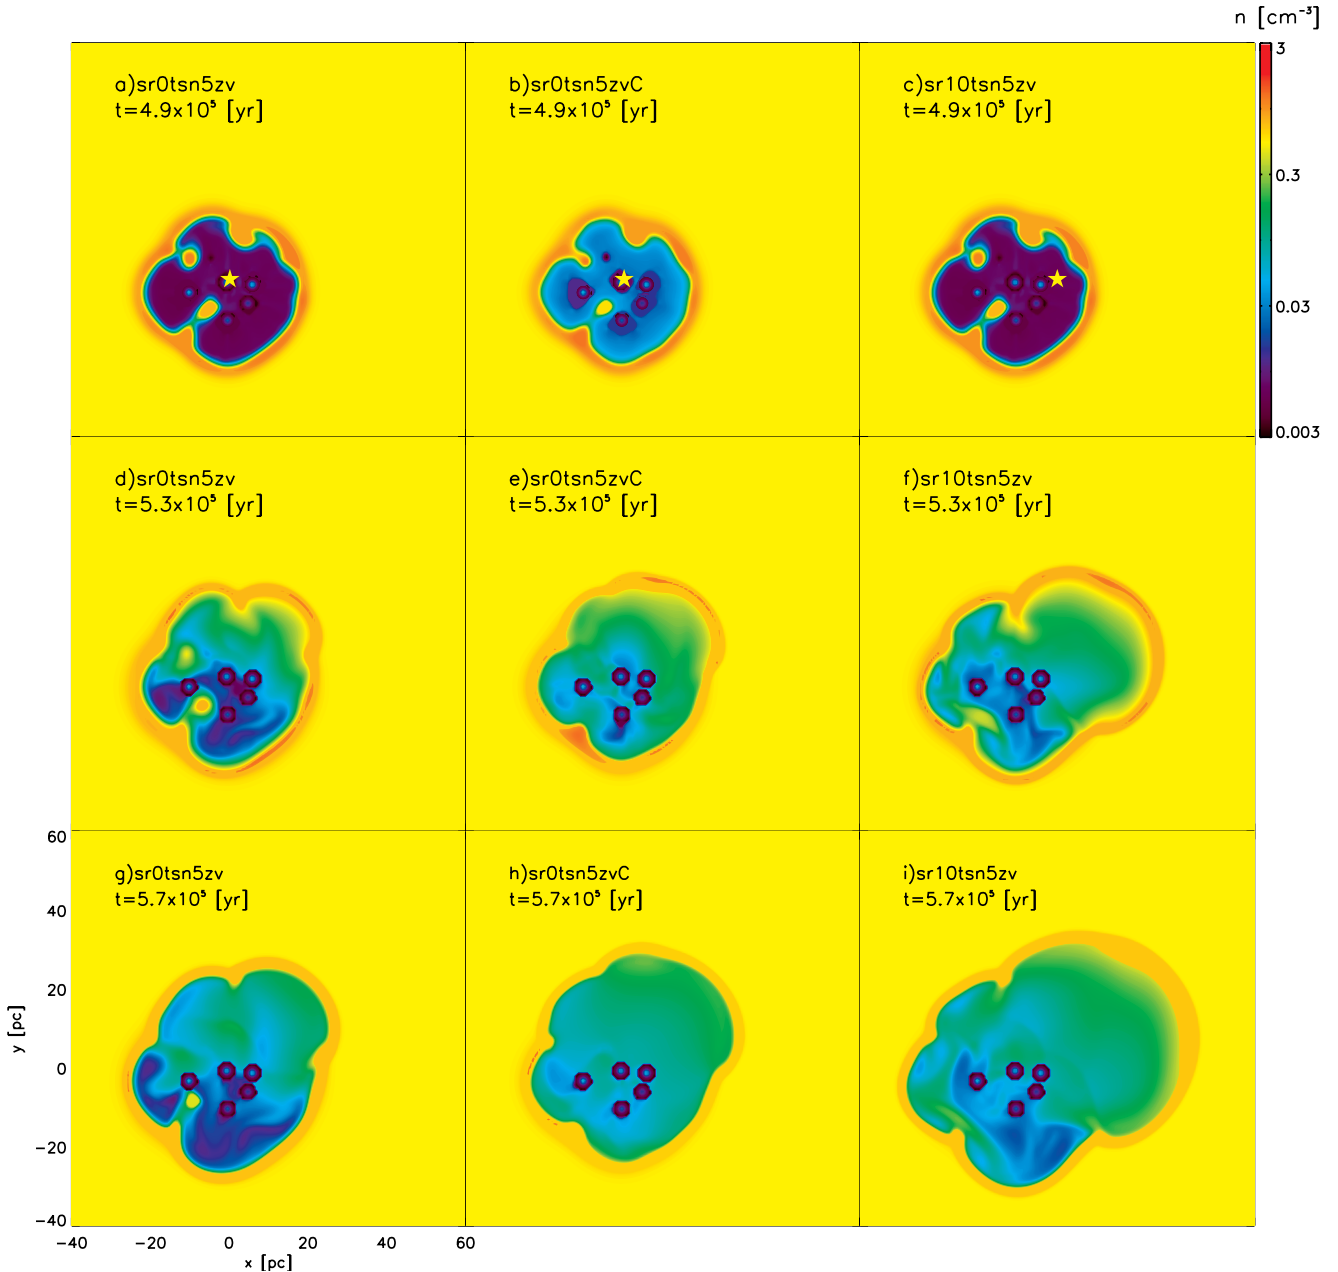 n [cm⁻³]
a)sr0tsn5zv
t=4.9x10⁵ [yr]
b)sr0tsn5zvC
t=4.9x10⁵ [yr]
c)sr10tsn5zv
t=4.9x10⁵ [yr]
3
0.3
0.03
0.003
d)sr0tsn5zv
t=5.3x10⁵ [yr]
e)sr0tsn5zvC
t=5.3x10⁵ [yr]
f)sr10tsn5zv
t=5.3x10⁵ [yr]
g)sr0tsn5zv
t=5.7x10⁵ [yr]
h)sr0tsn5zvC
t=5.7x10⁵ [yr]
i)sr10tsn5zv
t=5.7x10⁵ [yr]
60
40
20
0
−20
−40
y [pc]
−40 −20 0 20 40 60
x [pc]